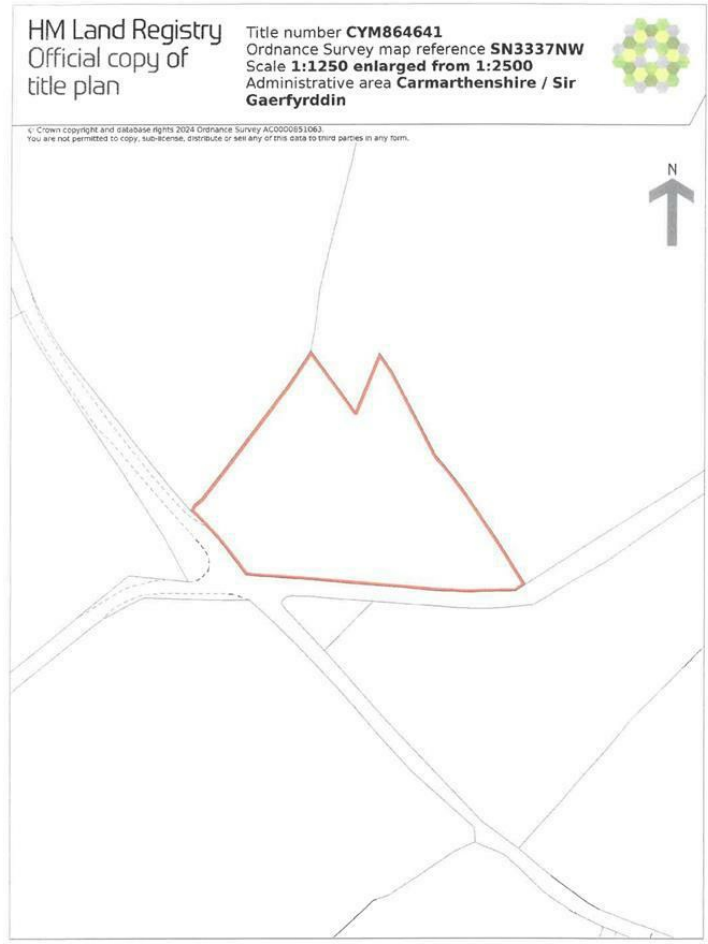 HM Land Registry
Official copy of
title plan
Title number CYM864641
Ordnance Survey map reference SN3337NW
Scale 1:1250 enlarged from 1:2500
Administrative area Carmarthenshire / Sir
Gaerfyrddin
© Crown copyright and database rights 2024 Ordnance Survey AC0000851063.
You are not permitted to copy, sub-license, distribute or sell any of this data to third parties in any form.
N